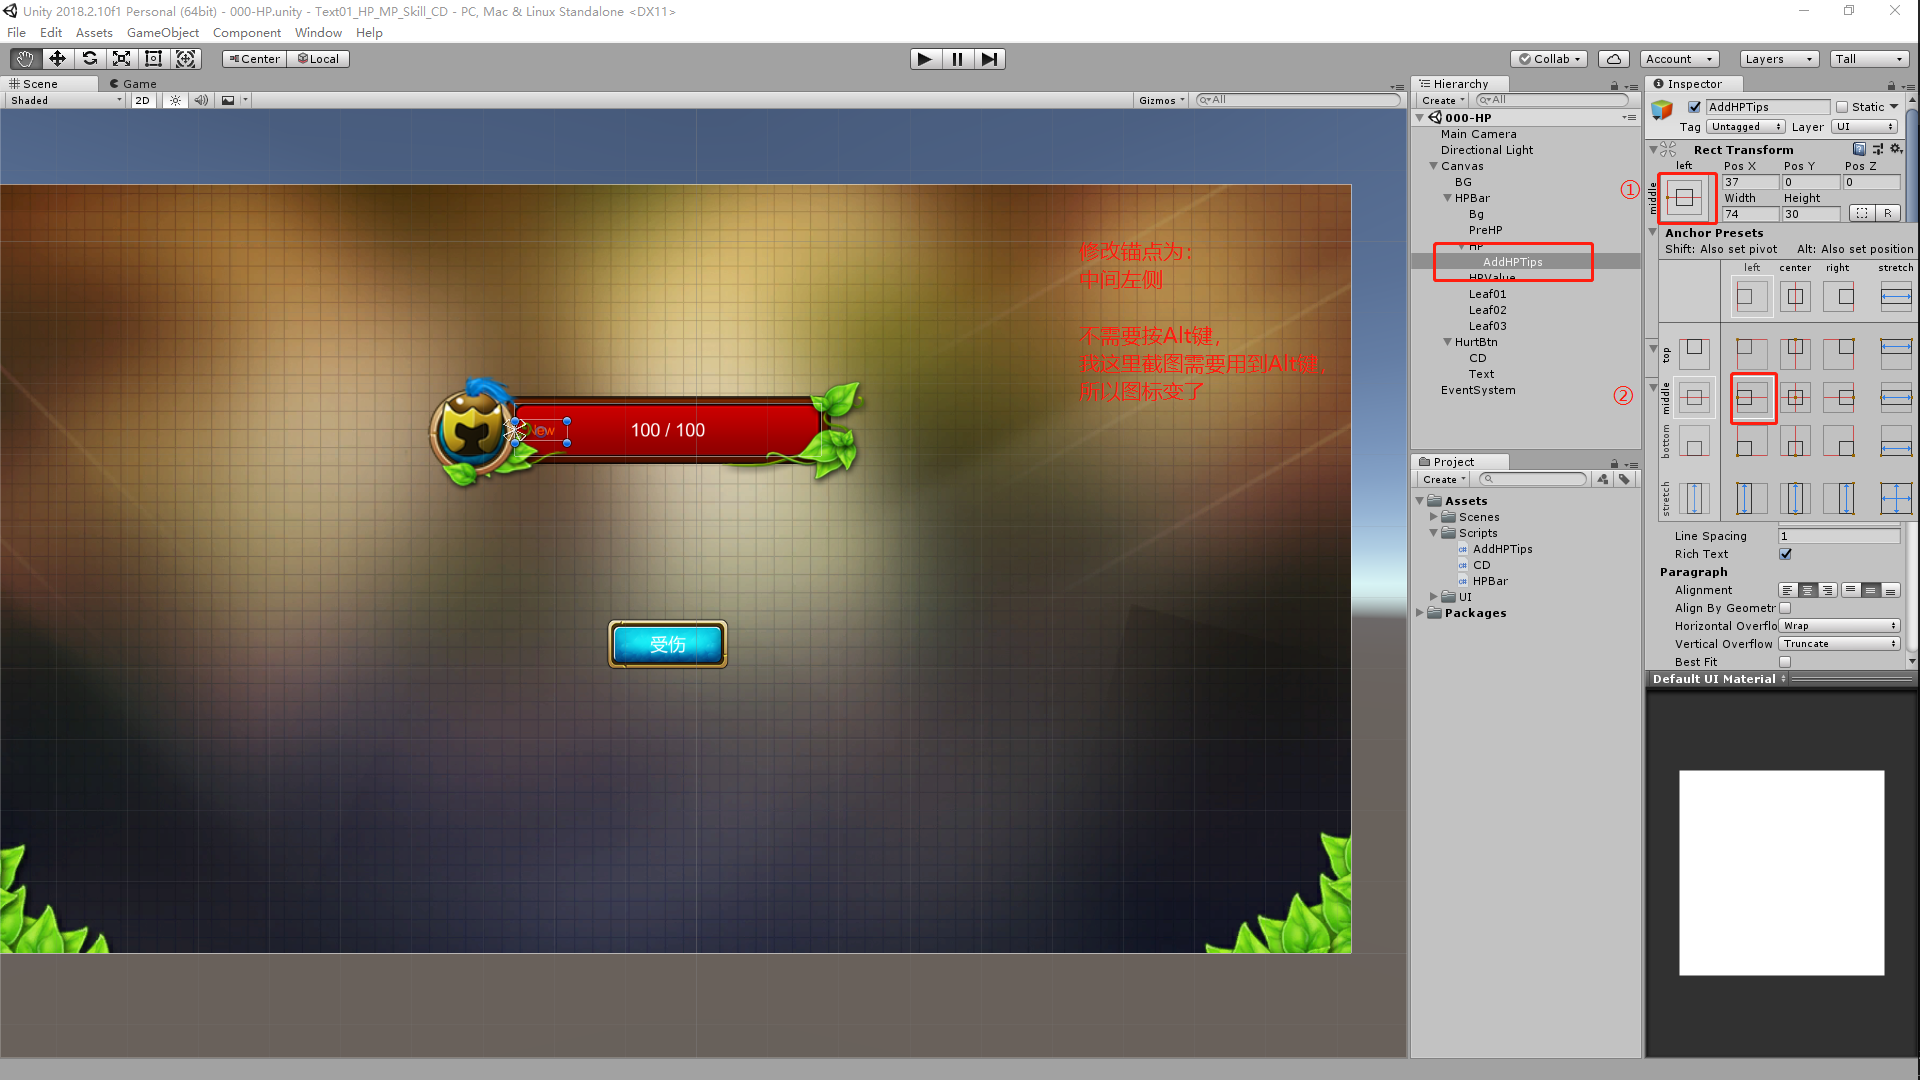 Unity 2018.2.10f1 Personal (64bit) - 000-HP.unity - Text01_HP_MP_Skill_CD - PC, Mac & Linux Standalone <DX11>
File Edit Assets GameObject Component Window Help
Center Local
Collab Account Layers Tall
Scene Game
Shaded 2D Gizmos All
修改锚点为：
中间左侧
不需要按Alt键，
我这里截图需要用到Alt键，
所以图标变了
New
100 / 100
受伤
Hierarchy
Create All
000-HP
Main Camera
Directional Light
Canvas
BG
HPBar
Bg
PreHP
HP
AddHPTips
HPValue
Leaf01
Leaf02
Leaf03
HurtBtn
CD
Text
EventSystem
①
②
Project
Create
Assets
Scenes
Scripts
AddHPTips
CD
HPBar
UI
Packages
Inspector
AddHPTips Static
Tag Untagged Layer UI
Rect Transform
left Pos X Pos Y Pos Z
middle 37 0 0
Width Height
74 30 R
Anchor Presets
Shift: Also set pivot Alt: Also set position
left center right stretch
top
middle
bottom
stretch
Line Spacing 1
Rich Text
Paragraph
Alignment
Align By Geometr
Horizontal Overflo Wrap
Vertical Overflow Truncate
Best Fit
Default UI Material